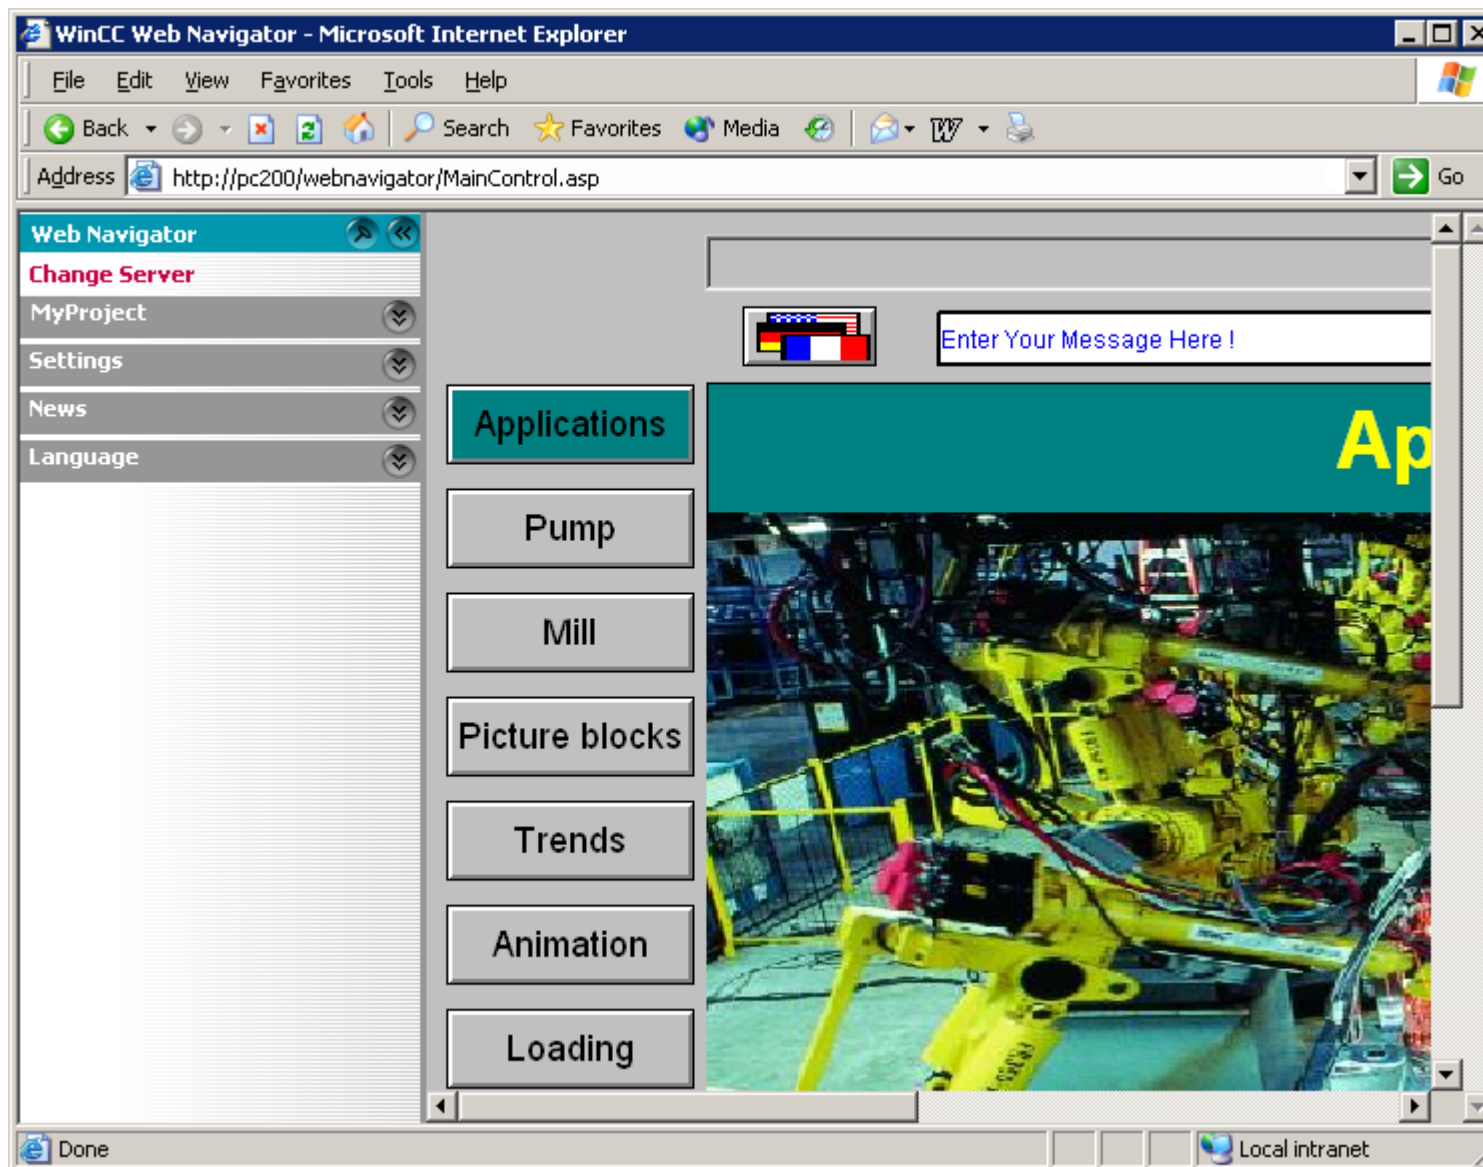 WinCC Web Navigator - Microsoft Internet Explorer
File Edit View Favorites Tools Help
Back Search Favorites Media
Address http://pc200/webnavigator/MainControl.asp Go
Web Navigator
Change Server
MyProject
Settings
News
Language
Enter Your Message Here !
Applications
Ap
Pump
Mill
Picture blocks
Trends
Animation
Loading
Done Local intranet